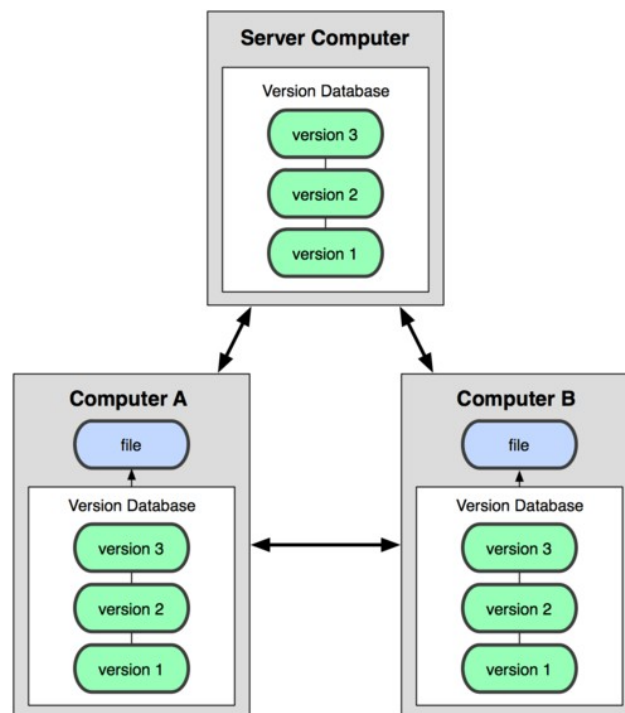 Server Computer
Version Database
version 3
version 2
version 1
Computer A
file
Version Database
version 3
version 2
version 1
Computer B
file
Version Database
version 3
version 2
version 1